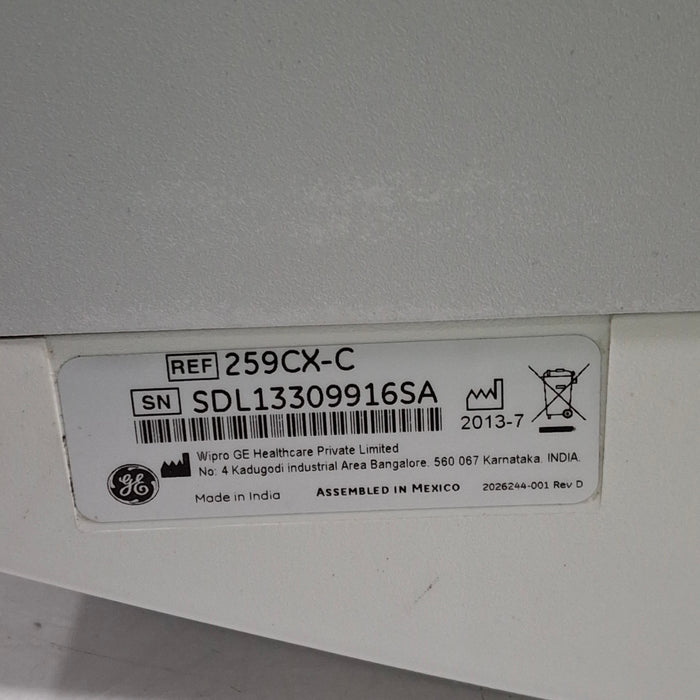 REF 259CX-C
SN SDL13309916SA
2013-7
Wipro GE Healthcare Private Limited
No: 4 Kadugodi industrial Area Bangalore. 560 067 Karnataka. INDIA.
GE
Made in India ASSEMBLED IN MEXICO 2026244-001 Rev D